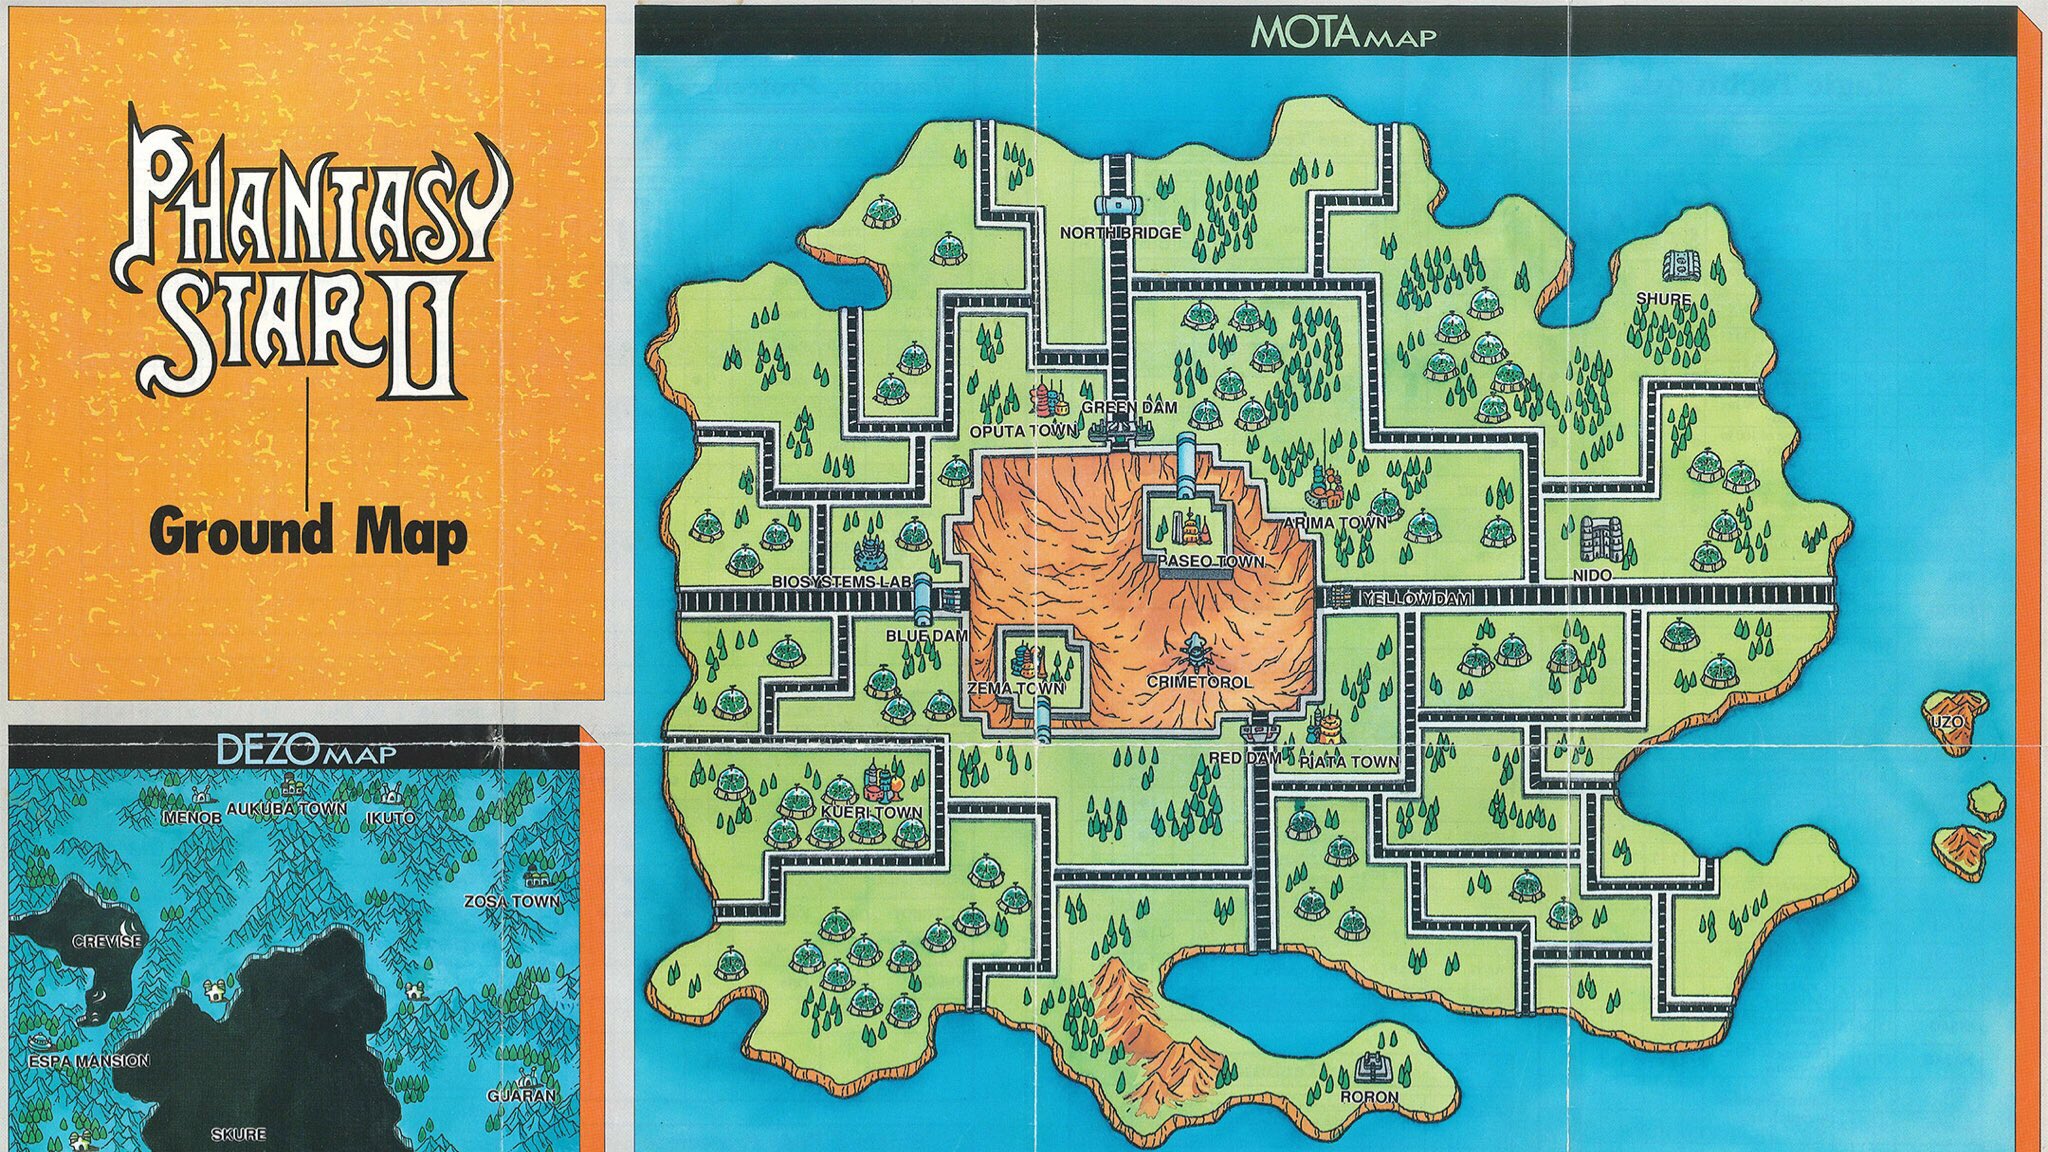 PHANTASY
STAR II
Ground Map
MOTA MAP
NORTH BRIDGE
SHURE
GREEN DAM
OPUTA TOWN
ARIMA TOWN
PASEO TOWN
NIDO
BIOSYSTEMS LAB
YELLOW DAM
BLUE DAM
CRIMETOROL
ZEMA TOWN
UZO
RED DAM
PIATA TOWN
KUERI TOWN
RORON
DEZO MAP
MENOB
AUKUBA TOWN
IKUTO
ZOSA TOWN
CREVISE
ESPA MANSION
GUARAN
SKURE